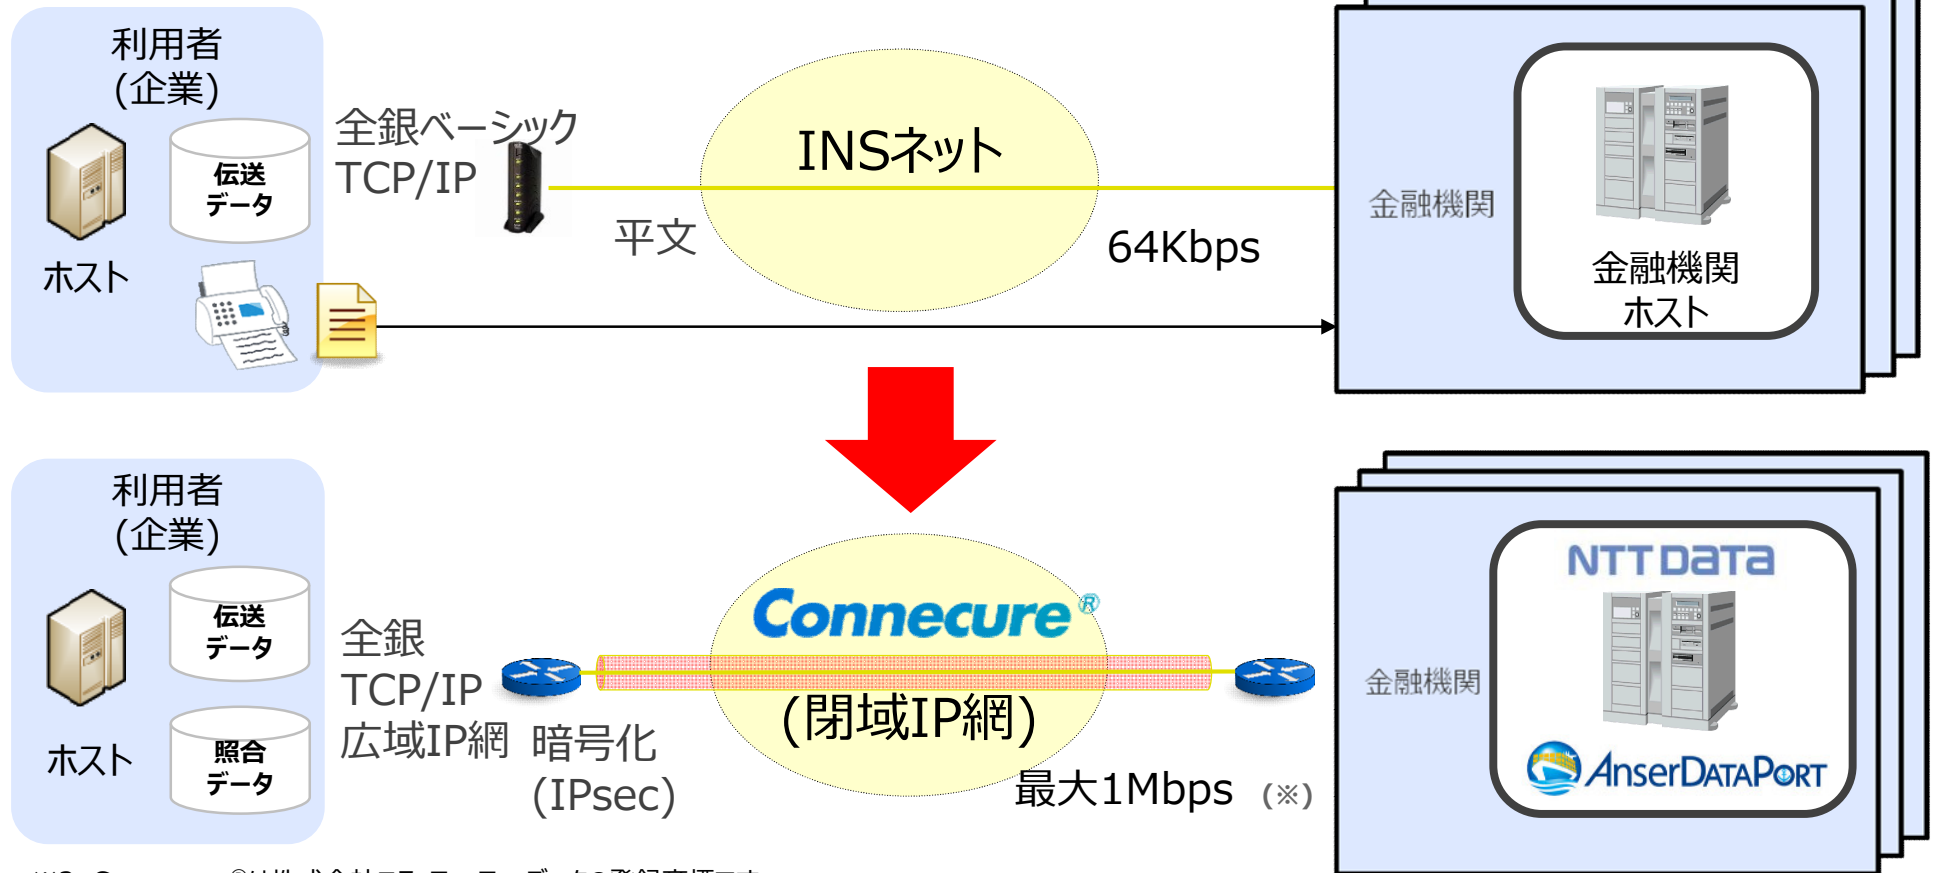 利用者
(企業)
伝送
データ
ホスト
全銀ベーシック
TCP/IP
INSネット
平文
64Kbps
金融機関
金融機関
ホスト
利用者
(企業)
伝送
データ
ホスト
照合
データ
全銀
TCP/IP
広域IP網
暗号化
(IPsec)
Connecure®
(閉域IP網)
最大1Mbps (※)
金融機関
NTT DATA
AnserDATAPORT